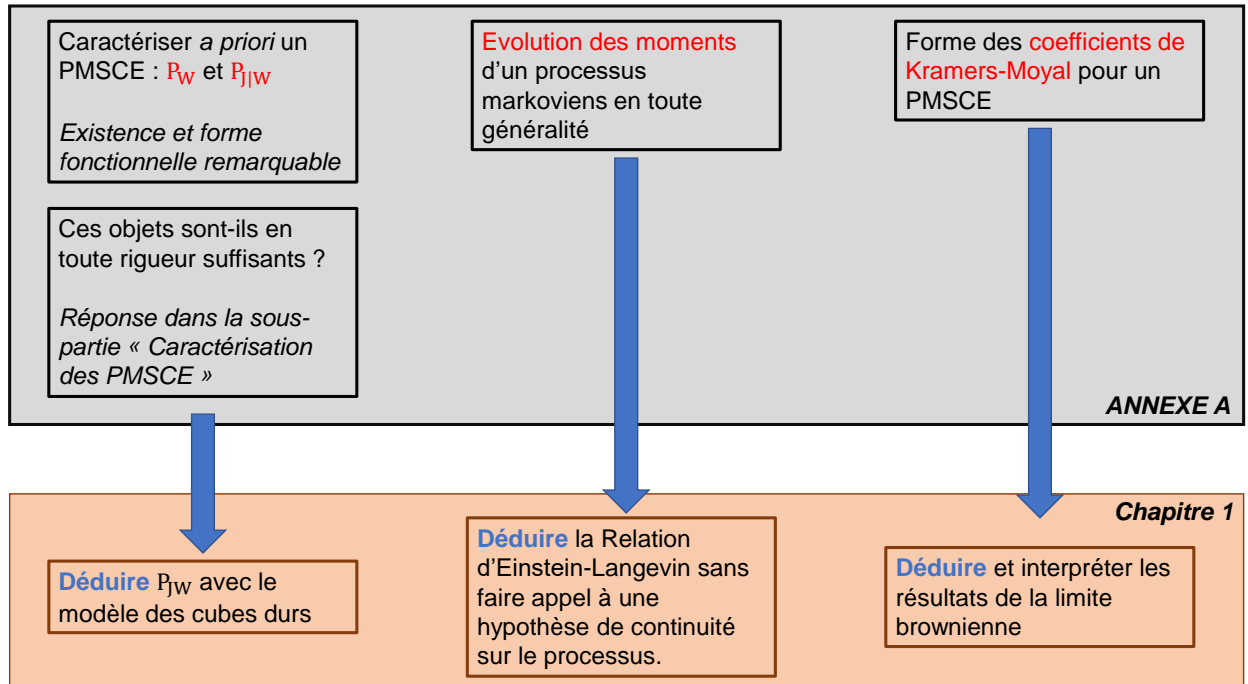 Caractériser a priori un
PMSCE : P_W et P_J|W
Existence et forme
fonctionnelle remarquable
Ces objets sont-ils en
toute rigueur suffisants ?
Réponse dans la sous-
partie « Caractérisation
des PMSCE »
Evolution des moments
d'un processus
markoviens en toute
généralité
Forme des coefficients de
Kramers-Moyal pour un
PMSCE
ANNEXE A
Chapitre 1
Déduire P_JW avec le
modèle des cubes durs
Déduire la Relation
d'Einstein-Langevin sans
faire appel à une
hypothèse de continuité
sur le processus.
Déduire et interpréter les
résultats de la limite
brownienne